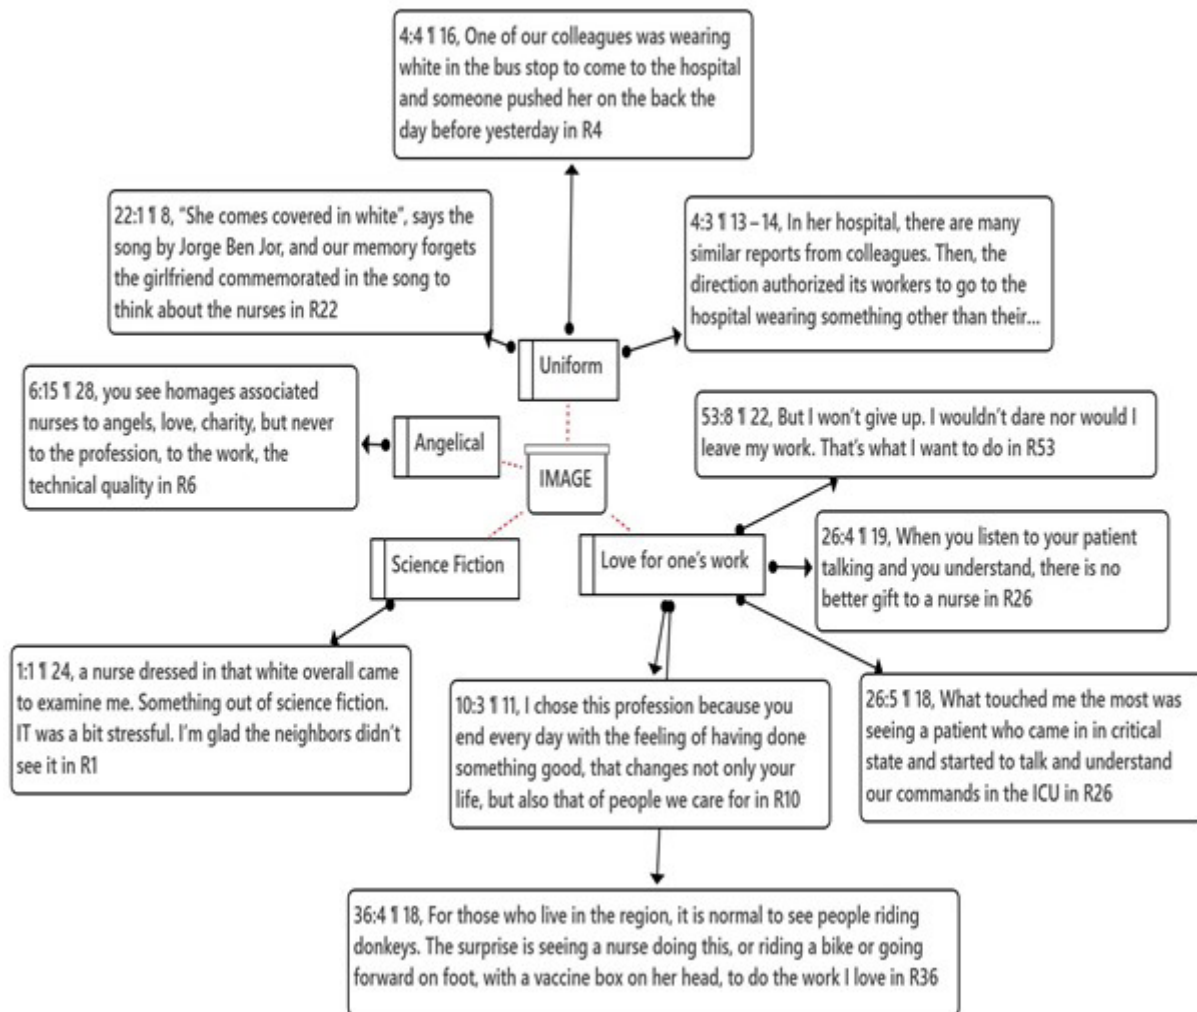 4:4 ¶ 16, One of our colleagues was wearing
white in the bus stop to come to the hospital
and someone pushed her on the back the
day before yesterday in R4
22:1 ¶ 8, "She comes covered in white", says the
song by Jorge Ben Jor, and our memory forgets
the girlfriend commemorated in the song to
think about the nurses in R22
4:3 ¶ 13 – 14, In her hospital, there are many
similar reports from colleagues. Then, the
direction authorized its workers to go to the
hospital wearing something other than their...
Uniform
6:15 ¶ 28, you see homages associated
nurses to angels, love, charity, but never
to the profession, to the work, the
technical quality in R6
Angelical
IMAGE
53:8 ¶ 22, But I won't give up. I wouldn't dare nor would I
leave my work. That's what I want to do in R53
Science Fiction
Love for one's work
26:4 ¶ 19, When you listen to your patient
talking and you understand, there is no
better gift to a nurse in R26
1:1 ¶ 24, a nurse dressed in that white overall came
to examine me. Something out of science fiction.
IT was a bit stressful. I'm glad the neighbors didn't
see it in R1
10:3 ¶ 11, I chose this profession because you
end every day with the feeling of having done
something good, that changes not only your
life, but also that of people we care for in R10
26:5 ¶ 18, What touched me the most was
seeing a patient who came in in critical
state and started to talk and understand
our commands in the ICU in R26
36:4 ¶ 18, For those who live in the region, it is normal to see people riding
donkeys. The surprise is seeing a nurse doing this, or riding a bike or going
forward on foot, with a vaccine box on her head, to do the work I love in R36